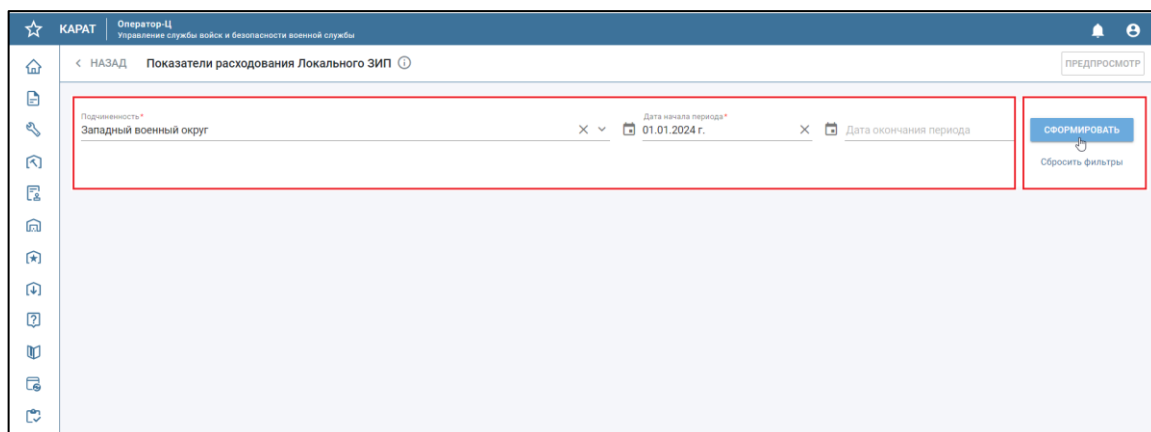 КАРАТ
Оператор-Ц
Управление службы войск и безопасности военной службы
НАЗАД Показатели расходования Локального ЗИП
ПРЕДПРОСМОТР
Подчиненность*
Западный военный округ
Дата начала периода*
01.01.2024 г.
Дата окончания периода
СФОРМИРОВАТЬ
Сбросить фильтры